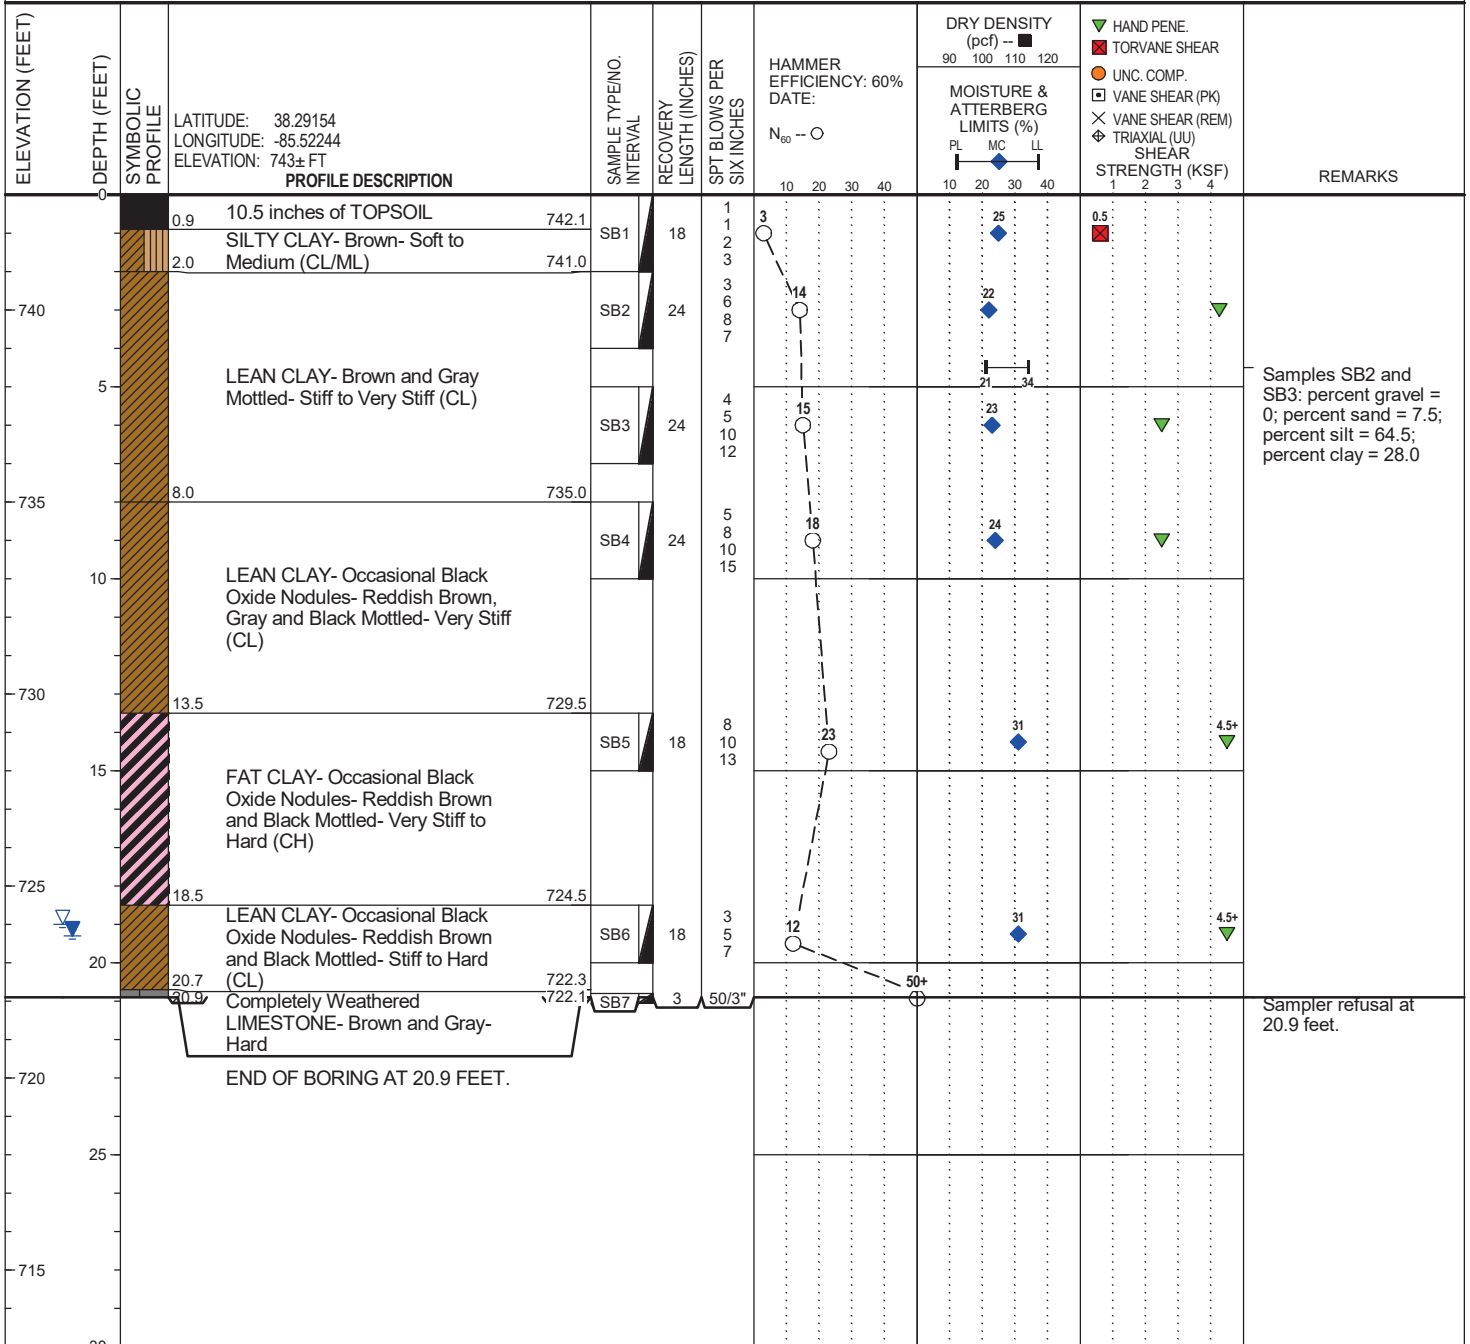 ELEVATION (FEET)
DEPTH (FEET)
SYMBOLIC
PROFILE
LATITUDE: 38.29154
LONGITUDE: -85.52244
ELEVATION: 743± FT
PROFILE DESCRIPTION
SAMPLE TYPE/NO.
INTERVAL
RECOVERY
LENGTH (INCHES)
SPT BLOWS PER
SIX INCHES
HAMMER
EFFICIENCY: 60%
DATE:
N60 -- O
10 20 30 40
DRY DENSITY
(pcf) -- ■
90 100 110 120
MOISTURE &
ATTERBERG
LIMITS (%)
PL MC LL
10 20 30 40
HAND PENE.
TORVANE SHEAR
UNC. COMP.
VANE SHEAR (PK)
VANE SHEAR (REM)
TRIAXIAL (UU)
SHEAR
STRENGTH (KSF)
1 2 3 4
REMARKS
0
0.9 10.5 inches of TOPSOIL 742.1
SILTY CLAY- Brown- Soft to
2.0 Medium (CL/ML) 741.0
SB1 18
1
1
2
3
3
25
0.5
740
SB2 24
3
6
8
7
14
22
LEAN CLAY- Brown and Gray
Mottled- Stiff to Very Stiff (CL)
5
21 34
Samples SB2 and
SB3: percent gravel =
0; percent sand = 7.5;
percent silt = 64.5;
percent clay = 28.0
SB3 24
4
5
10
12
15
23
8.0 735.0
735
SB4 24
5
8
10
15
18
24
10
LEAN CLAY- Occasional Black
Oxide Nodules- Reddish Brown,
Gray and Black Mottled- Very Stiff
(CL)
730
13.5 729.5
SB5 18
8
10
13
23
31
4.5+
15
FAT CLAY- Occasional Black
Oxide Nodules- Reddish Brown
and Black Mottled- Very Stiff to
Hard (CH)
725
18.5 724.5
LEAN CLAY- Occasional Black
Oxide Nodules- Reddish Brown
and Black Mottled- Stiff to Hard
(CL)
SB6 18
3
5
7
12
31
4.5+
20
20.7 722.3
20.9 722.1
Completely Weathered
LIMESTONE- Brown and Gray-
Hard
SB7 3 50/3"
50+
Sampler refusal at
20.9 feet.
END OF BORING AT 20.9 FEET.
720
25
715